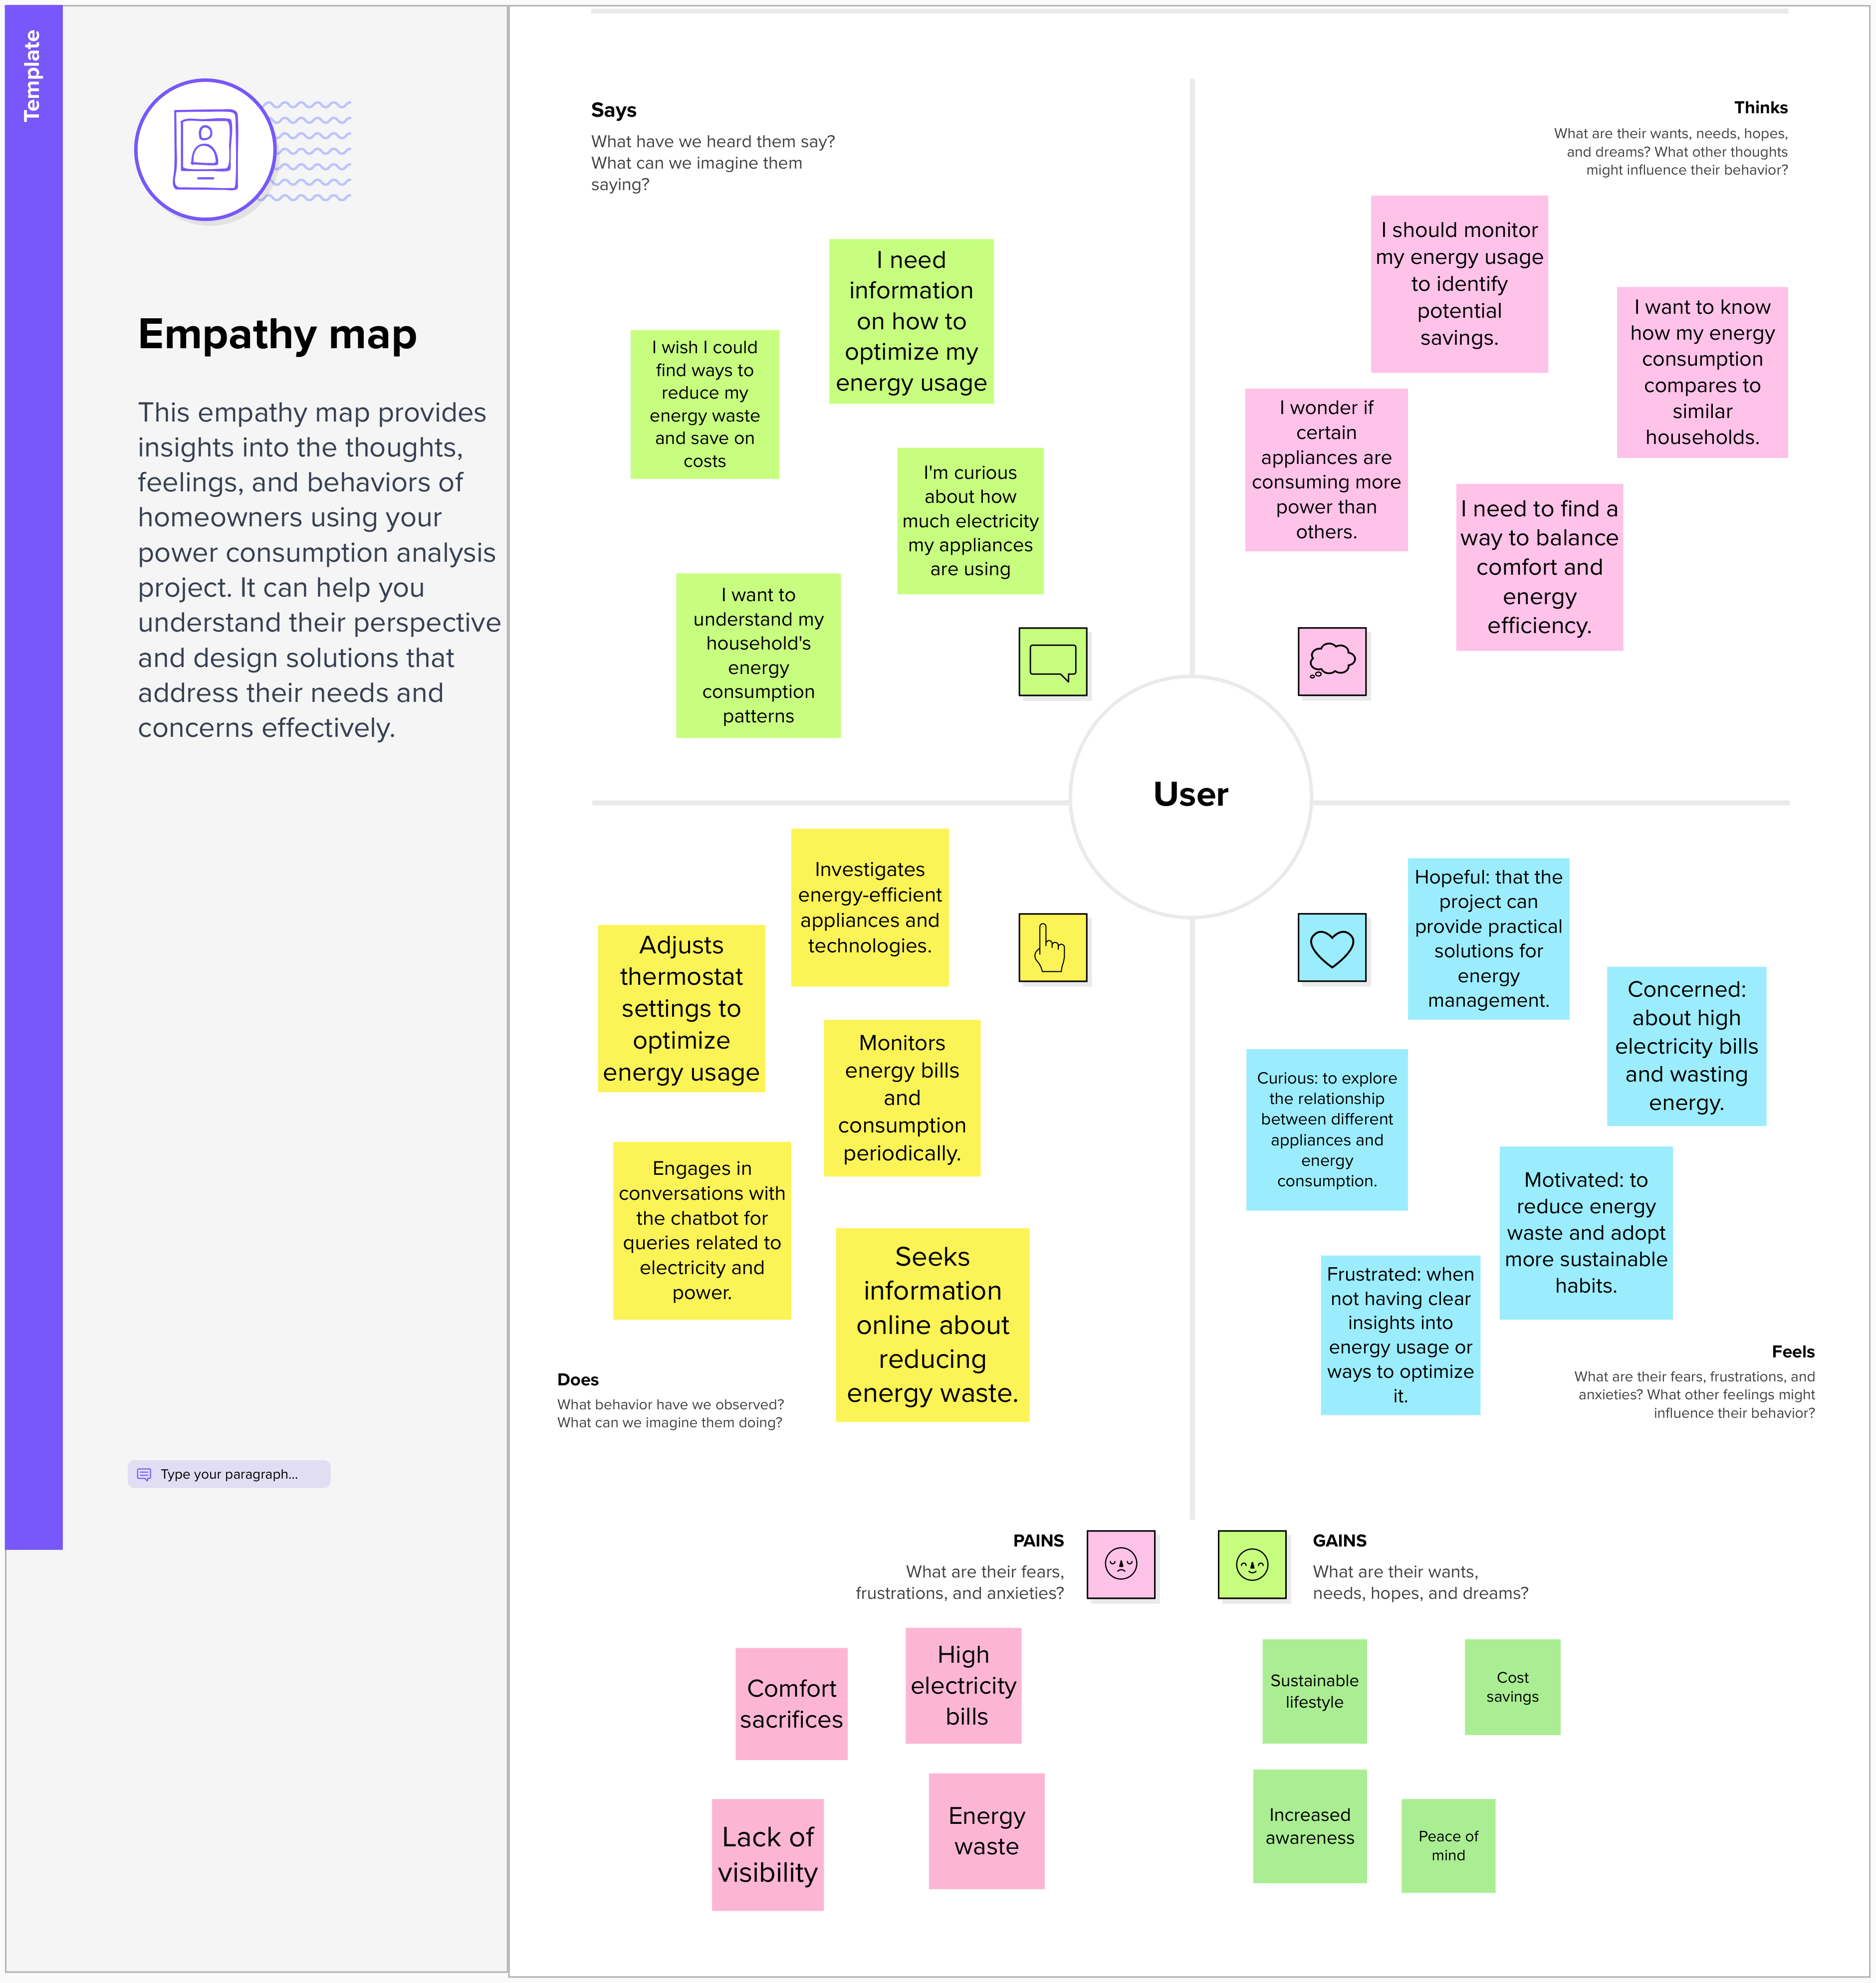 Template
Empathy map
This empathy map provides
insights into the thoughts,
feelings, and behaviors of
homeowners using your
power consumption analysis
project. It can help you
understand their perspective
and design solutions that
address their needs and
concerns effectively.
Type your paragraph...
Says
What have we heard them say?
What can we imagine them
saying?
I need
information
on how to
optimize my
energy usage
I wish I could
find ways to
reduce my
energy waste
and save on
costs
I'm curious
about how
much electricity
my appliances
are using
I want to
understand my
household's
energy
consumption
patterns
Thinks
What are their wants, needs, hopes,
and dreams? What other thoughts
might influence their behavior?
I should monitor
my energy usage
to identify
potential
savings.
I want to know
how my energy
consumption
compares to
similar
households.
I wonder if
certain
appliances are
consuming more
power than
others.
I need to find a
way to balance
comfort and
energy
efficiency.
User
Investigates
energy-efficient
appliances and
technologies.
Adjusts
thermostat
settings to
optimize
energy usage
Monitors
energy bills
and
consumption
periodically.
Engages in
conversations with
the chatbot for
queries related to
electricity and
power.
Seeks
information
online about
reducing
energy waste.
Does
What behavior have we observed?
What can we imagine them doing?
Hopeful: that the
project can
provide practical
solutions for
energy
management.
Concerned:
about high
electricity bills
and wasting
energy.
Curious: to explore
the relationship
between different
appliances and
energy
consumption.
Motivated: to
reduce energy
waste and adopt
more sustainable
habits.
Frustrated: when
not having clear
insights into
energy usage or
ways to optimize
it.
Feels
What are their fears, frustrations, and
anxieties? What other feelings might
influence their behavior?
PAINS
What are their fears,
frustrations, and anxieties?
Comfort
sacrifices
High
electricity
bills
Lack of
visibility
Energy
waste
GAINS
What are their wants,
needs, hopes, and dreams?
Sustainable
lifestyle
Cost
savings
Increased
awareness
Peace of
mind